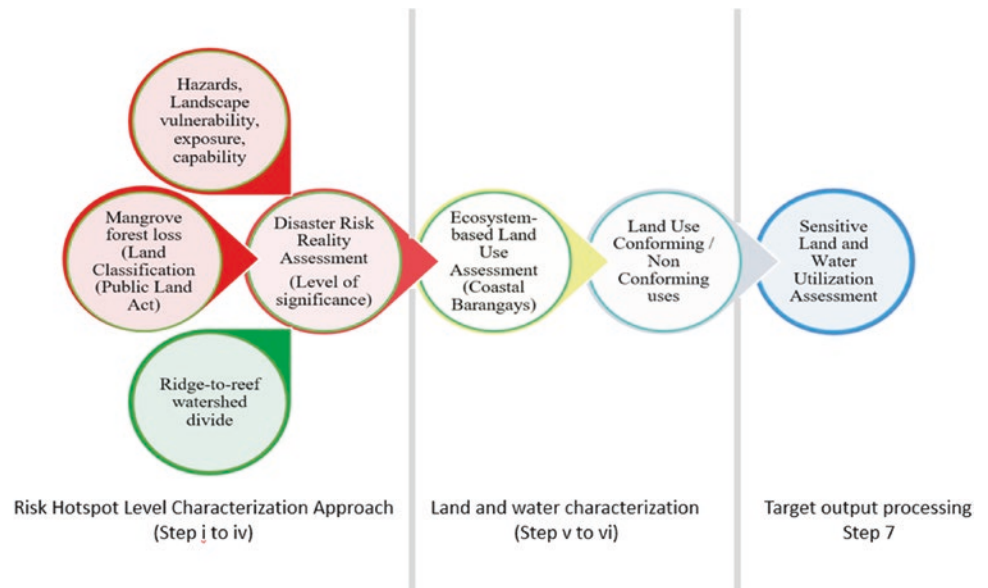 Hazards,
Landscape
vulnerability,
exposure,
capability
Mangrove
forest loss
(Land
Classification
(Public Land
Act)
Ridge-to-reef
watershed
divide
Disaster Risk
Reality
Assessment
(Level of
significance)
Ecosystem-
based Land
Use
Assessment
(Coastal
Barangays)
Land Use
Conforming /
Non
Conforming
uses
Sensitive
Land and
Water
Utilization
Assessment
Risk Hotspot Level Characterization Approach
(Step i to iv)
Land and water characterization
(Step v to vi)
Target output processing
Step 7